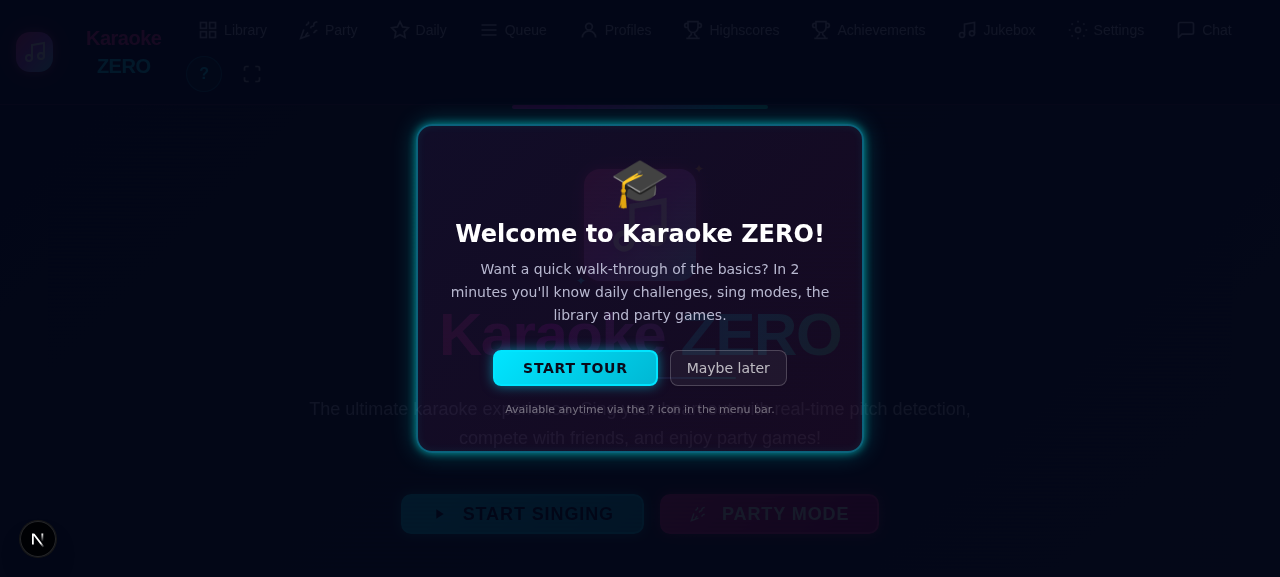 Karaoke
ZERO
Library
Party
Daily
Queue
Profiles
Highscores
Achievements
Jukebox
Settings
Chat
?
Welcome to Karaoke ZERO!
Want a quick walk-through of the basics? In 2
minutes you'll know daily challenges, sing modes, the
library and party games.
Karaoke ZERO
START TOUR
Maybe later
Available anytime via the ? icon in the menu bar.
The ultimate karaoke real-time pitch detection,
compete with friends, and enjoy party games!
START SINGING
PARTY MODE
N